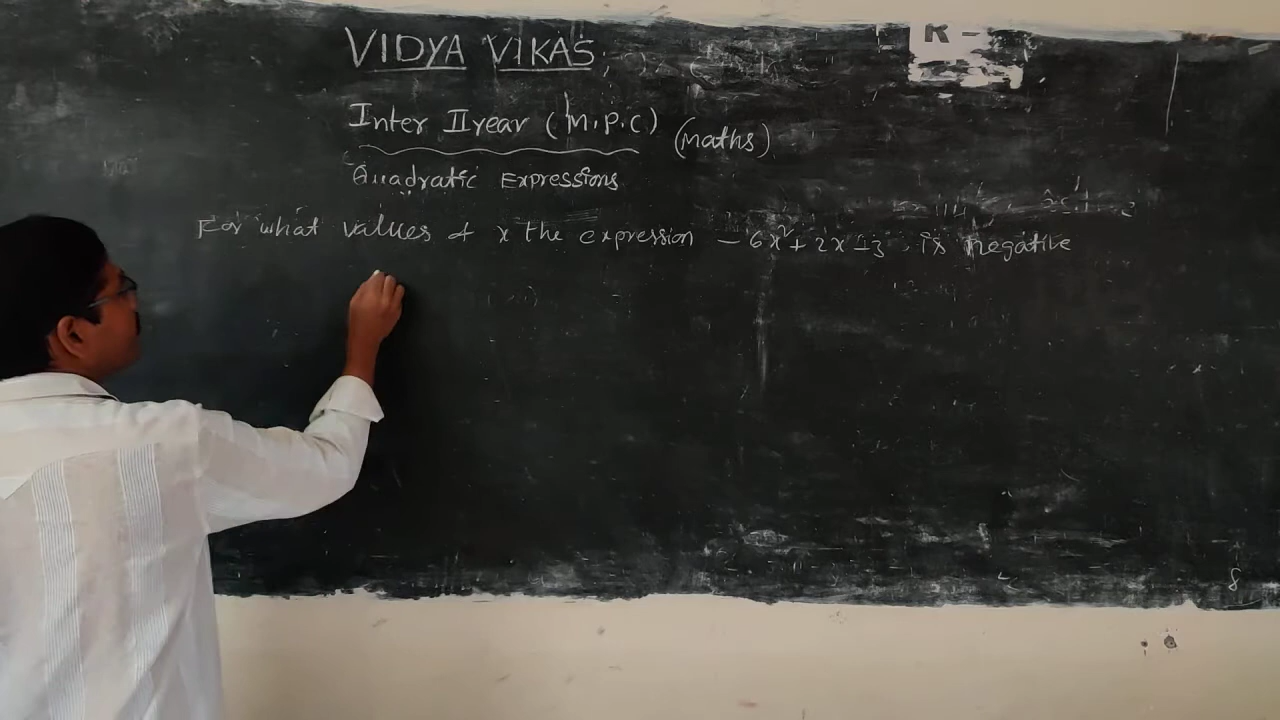 VIDYA VIKAS
R -
Inter II year (M.P.C) (Maths)
Quadratic Expressions
For what values of x the expression - 6x² + 2x - 3 is negative
8